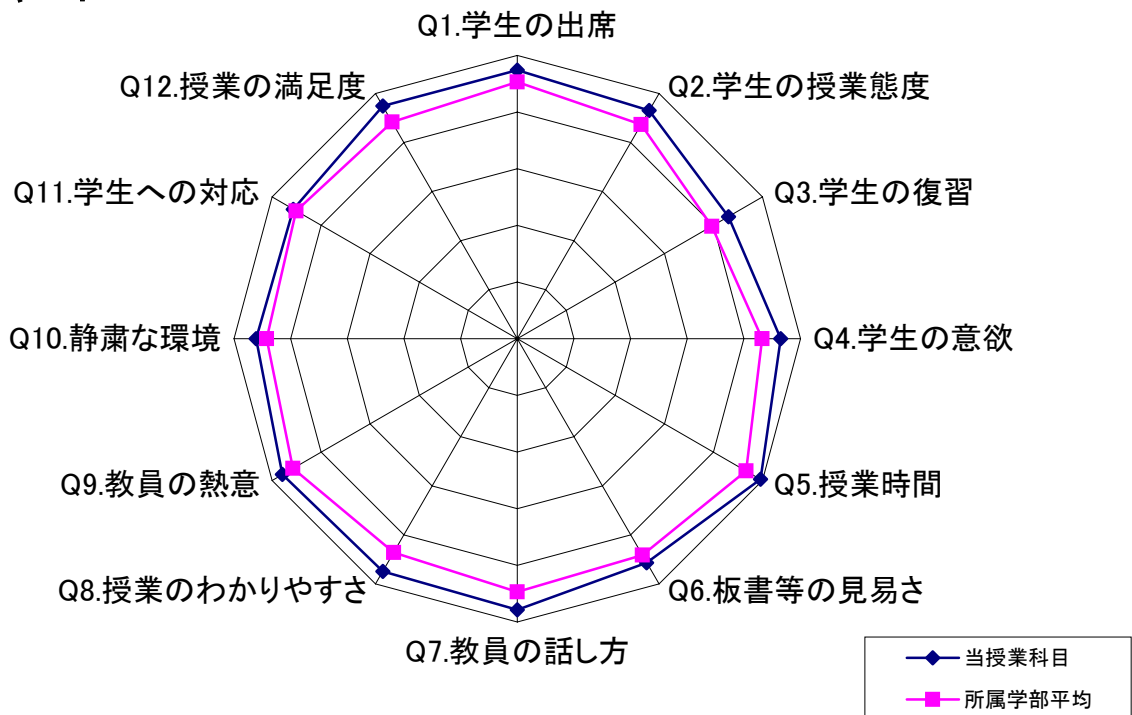 Q1.学生の出席
Q2.学生の授業態度
Q3.学生の復習
Q4.学生の意欲
Q5.授業時間
Q6.板書等の見易さ
Q7.教員の話し方
Q8.授業のわかりやすさ
Q9.教員の熱意
Q10.静粛な環境
Q11.学生への対応
Q12.授業の満足度
当授業科目
所属学部平均